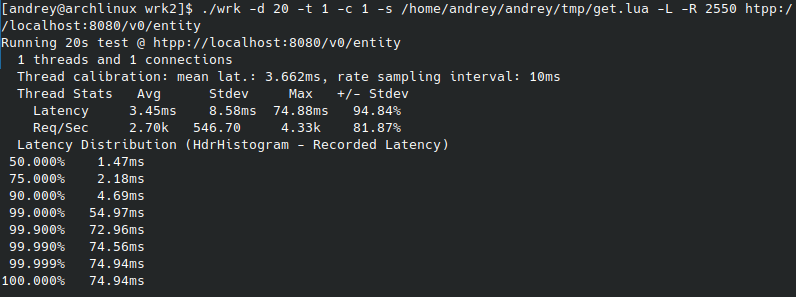 [andrey@archlinux wrk2]$ ./wrk -d 20 -t 1 -c 1 -s /home/andrey/andrey/tmp/get.lua -L -R 2550 htpp:/
/localhost:8080/v0/entity
Running 20s test @ htpp://localhost:8080/v0/entity
  1 threads and 1 connections
  Thread calibration: mean lat.: 3.662ms, rate sampling interval: 10ms
  Thread Stats   Avg      Stdev     Max   +/- Stdev
    Latency     3.45ms    8.58ms  74.88ms   94.84%
    Req/Sec     2.70k   546.70     4.33k    81.87%
  Latency Distribution (HdrHistogram - Recorded Latency)
 50.000%    1.47ms
 75.000%    2.18ms
 90.000%    4.69ms
 99.000%   54.97ms
 99.900%   72.96ms
 99.990%   74.56ms
 99.999%   74.94ms
100.000%   74.94ms